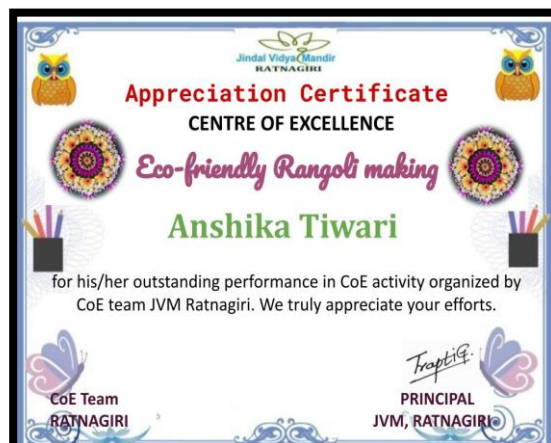 Jindal Vidya Mandir
RATNAGIRI
Appreciation Certificate
CENTRE OF EXCELLENCE
Eco-friendly Rangoli making
Anshika Tiwari
for his/her outstanding performance in CoE activity organized by
CoE team JVM Ratnagiri. We truly appreciate your efforts.
TraptiG.
CoE Team
RATNAGIRI
PRINCIPAL
JVM, RATNAGIRI